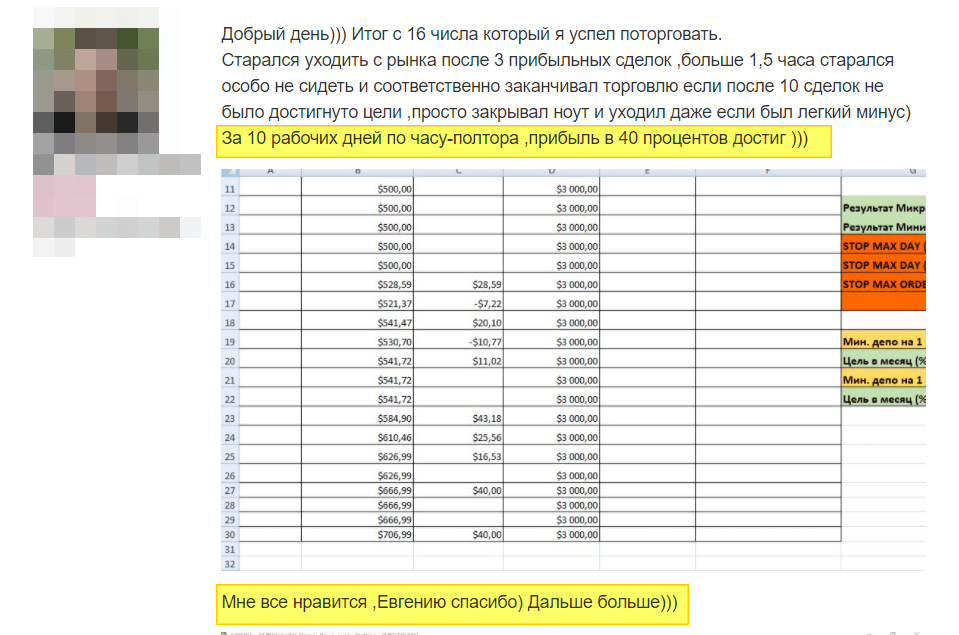 Добрый день))) Итог с 16 числа который я успел поторговать.
Старался уходить с рынка после 3 прибыльных сделок ,больше 1,5 часа старался
особо не сидеть и соответственно заканчивал торговлю если после 10 сделок не
было достигнуто цели ,просто закрывал ноут и уходил даже если был легкий минус)
За 10 рабочих дней по часу-полтора ,прибыль в 40 процентов достиг )))
A B C D E F G
11 $500,00 $3 000,00
12 $500,00 $3 000,00 Результат Микр
13 $500,00 $3 000,00 Результат Мини
14 $500,00 $3 000,00 STOP MAX DAY (
15 $500,00 $3 000,00 STOP MAX DAY (
16 $528,59 $28,59 $3 000,00 STOP MAX ORDE
17 $521,37 -$7,22 $3 000,00
18 $541,47 $20,10 $3 000,00
19 $530,70 -$10,77 $3 000,00 Мин. депо на 1
20 $541,72 $11,02 $3 000,00 Цель в месяц (%
21 $541,72 $3 000,00 Мин. депо на 1
22 $541,72 $3 000,00 Цель в месяц (%
23 $584,90 $43,18 $3 000,00
24 $610,46 $25,56 $3 000,00
25 $626,99 $16,53 $3 000,00
26 $626,99 $3 000,00
27 $666,99 $40,00 $3 000,00
28 $666,99 $3 000,00
29 $666,99 $3 000,00
30 $706,99 $40,00 $3 000,00
31
32
Мне все нравится ,Евгению спасибо) Дальше больше)))